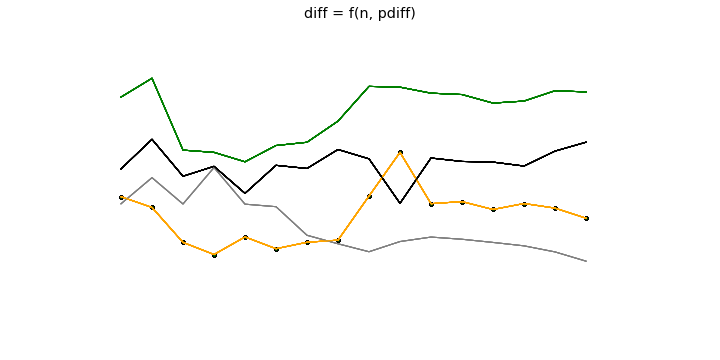 diff = f(n, pdiff)